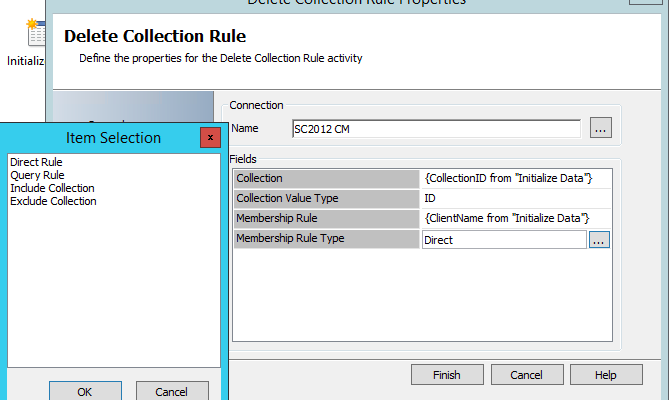 Delete Collection Rule Properties
Initialize
Delete Collection Rule
Define the properties for the Delete Collection Rule activity
Connection
Name SC2012 CM ...
Item Selection x
Direct Rule
Query Rule
Include Collection
Exclude Collection
OK Cancel
Fields
Collection {CollectionID from "Initialize Data"}
Collection Value Type ID
Membership Rule {ClientName from "Initialize Data"}
Membership Rule Type Direct ...
Finish Cancel Help